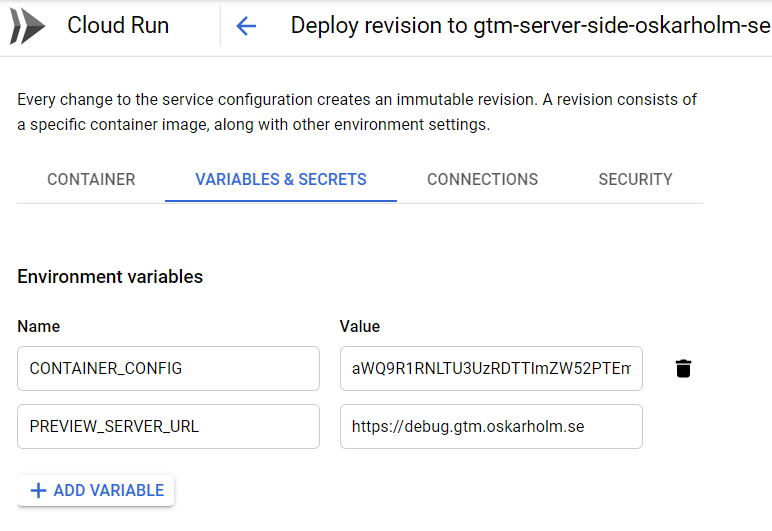 Cloud Run
Deploy revision to gtm-server-side-oskarholm-se
Every change to the service configuration creates an immutable revision. A revision consists of
a specific container image, along with other environment settings.
CONTAINER VARIABLES & SECRETS CONNECTIONS SECURITY
Environment variables
Name Value
CONTAINER_CONFIG aWQ9R1RNLTU3UzRDTTImZW52PTEm
PREVIEW_SERVER_URL https://debug.gtm.oskarholm.se
+ ADD VARIABLE